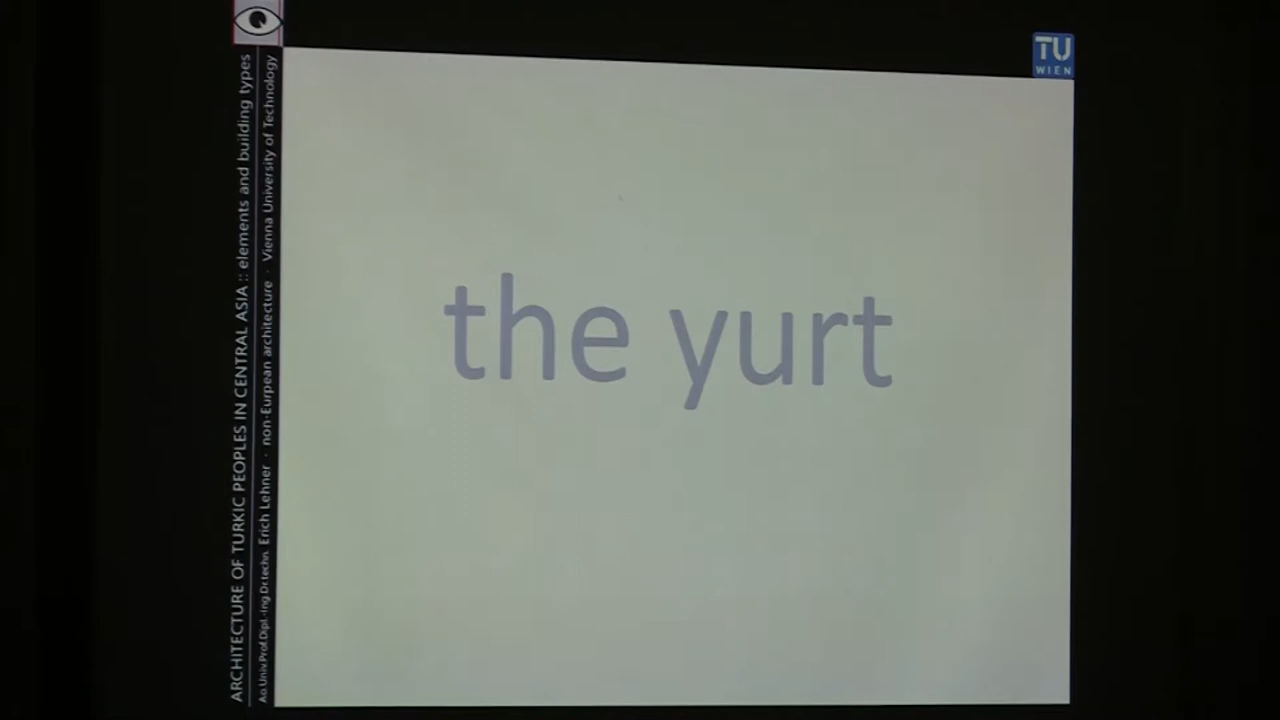 TU
WIEN
ARCHITECTURE OF TURKIC PEOPLES IN CENTRAL ASIA :: elements and building types
Ao.Univ.Prof.Dipl.-Ing.Dr.techn. Erich Lehner · non-Eurpean architecture · Vienna University of Technology
the yurt